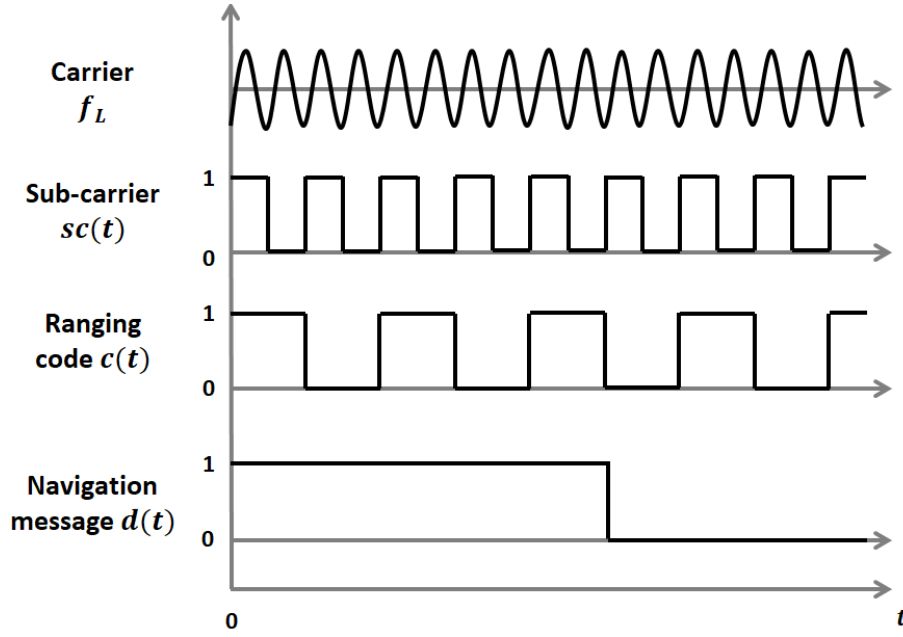 Carrier
f_L
Sub-carrier
sc(t)
1
0
Ranging
code c(t)
1
0
Navigation
message d(t)
1
0
0
t